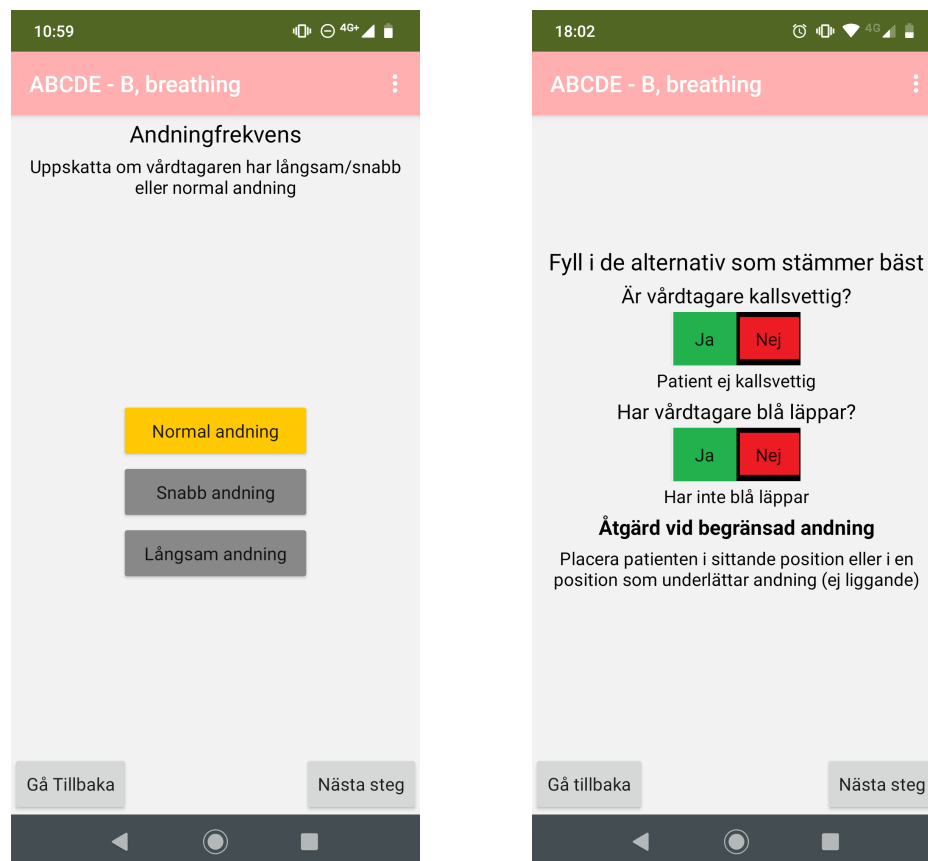 10:59
4G+
ABCDE - B, breathing
Andningfrekvens
Uppskatta om vårdtagaren har långsam/snabb
eller normal andning
Normal andning
Snabb andning
Långsam andning
Gå Tillbaka
Nästa steg
18:02
4G
ABCDE - B, breathing
Fyll i de alternativ som stämmer bäst
Är vårdtagare kallsvettig?
Ja Nej
Patient ej kallsvettig
Har vårdtagare blå läppar?
Ja Nej
Har inte blå läppar
Åtgärd vid begränsad andning
Placera patienten i sittande position eller i en
position som underlättar andning (ej liggande)
Gå tillbaka
Nästa steg